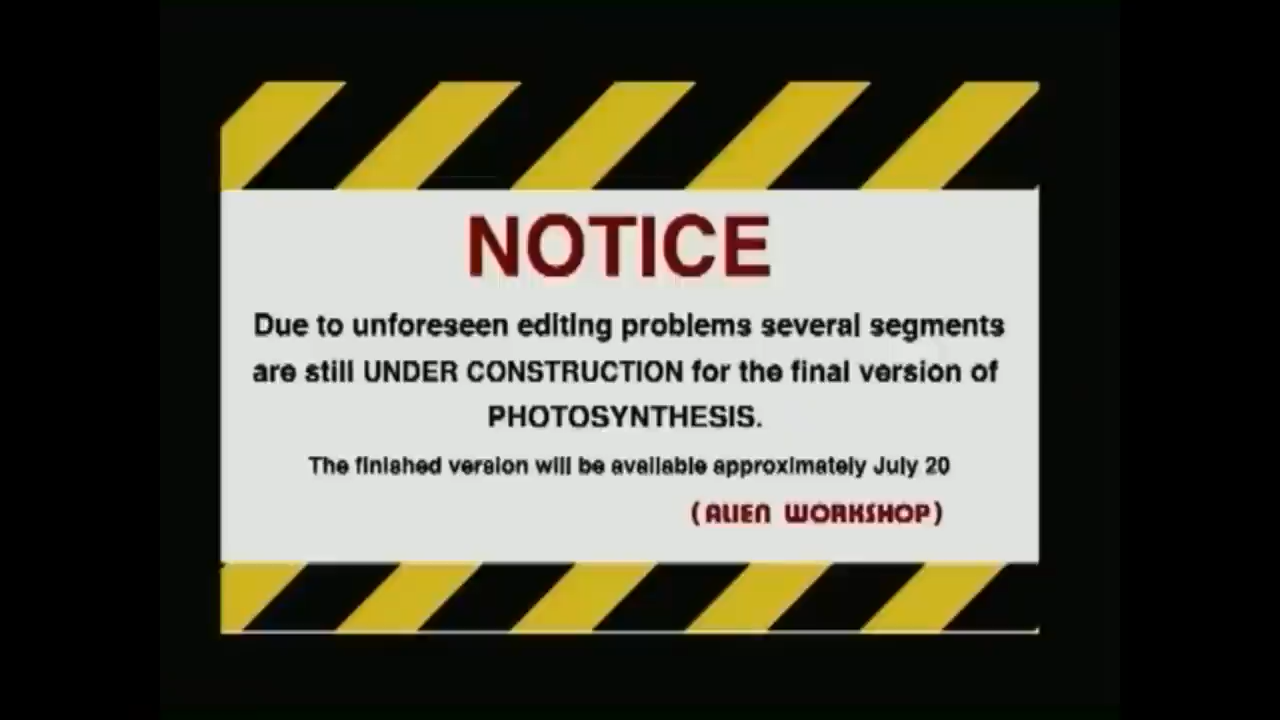 NOTICE
Due to unforeseen editing problems several segments
are still UNDER CONSTRUCTION for the final version of
PHOTOSYNTHESIS.
The finished version will be available approximately July 20
(ALIEN WORKSHOP)